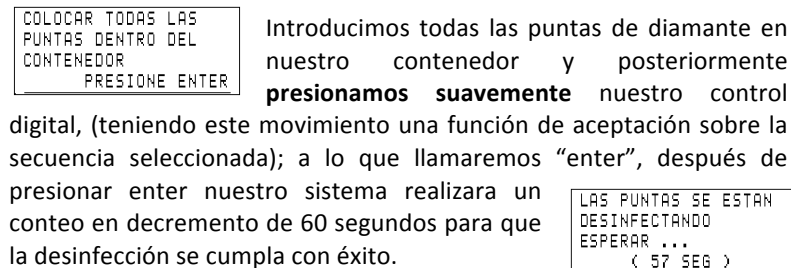 COLOCAR TODAS LAS
PUNTAS DENTRO DEL
CONTENEDOR
PRESIONE ENTER
Introducimos todas las puntas de diamante en
nuestro contenedor y posteriormente
presionamos suavemente nuestro control
digital, (teniendo este movimiento una función de aceptación sobre la
secuencia seleccionada); a lo que llamaremos “enter”, después de
presionar enter nuestro sistema realizara un
conteo en decremento de 60 segundos para que
la desinfección se cumpla con éxito.
LAS PUNTAS SE ESTAN
DESINFECTANDO
ESPERAR ...
( 57 SEG )